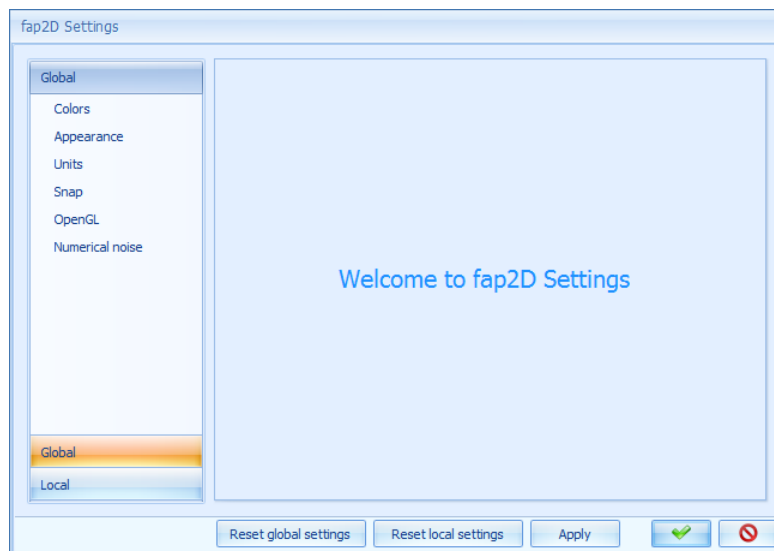 fap2D Settings
Global
Colors
Appearance
Units
Snap
OpenGL
Numerical noise
Welcome to fap2D Settings
Global
Local
Reset global settings
Reset local settings
Apply